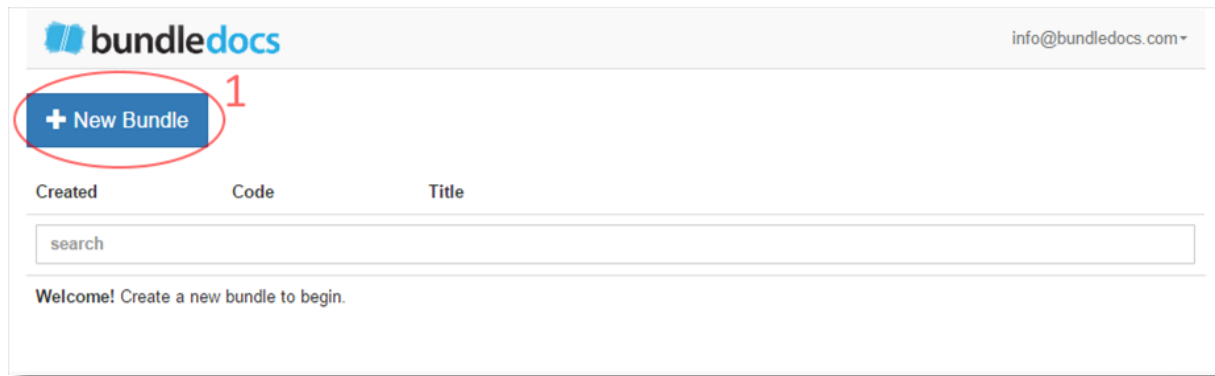 bundledocs
info@bundledocs.com
1
+ New Bundle
Created Code Title
search
Welcome! Create a new bundle to begin.